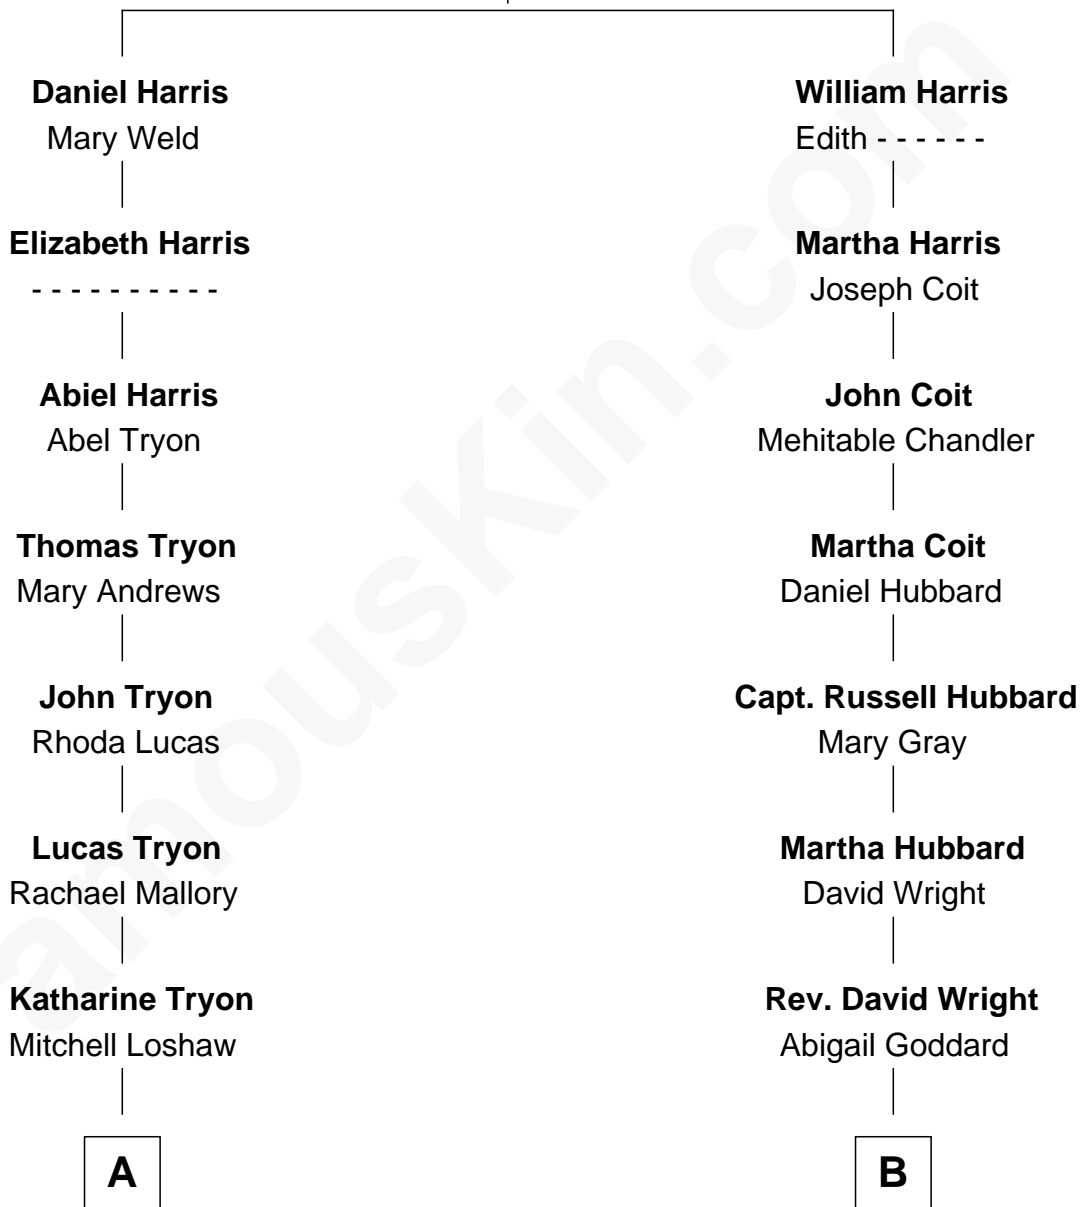 Daniel Harris
Mary Weld
Elizabeth Harris
- - - - - - - - - -
Abiel Harris
Abel Tryon
Thomas Tryon
Mary Andrews
John Tryon
Rhoda Lucas
Lucas Tryon
Rachael Mallory
Katharine Tryon
Mitchell Loshaw
A
William Harris
Edith - - - - - -
Martha Harris
Joseph Coit
John Coit
Mehitable Chandler
Martha Coit
Daniel Hubbard
Capt. Russell Hubbard
Mary Gray
Martha Hubbard
David Wright
Rev. David Wright
Abigail Goddard
B
amouskin.com